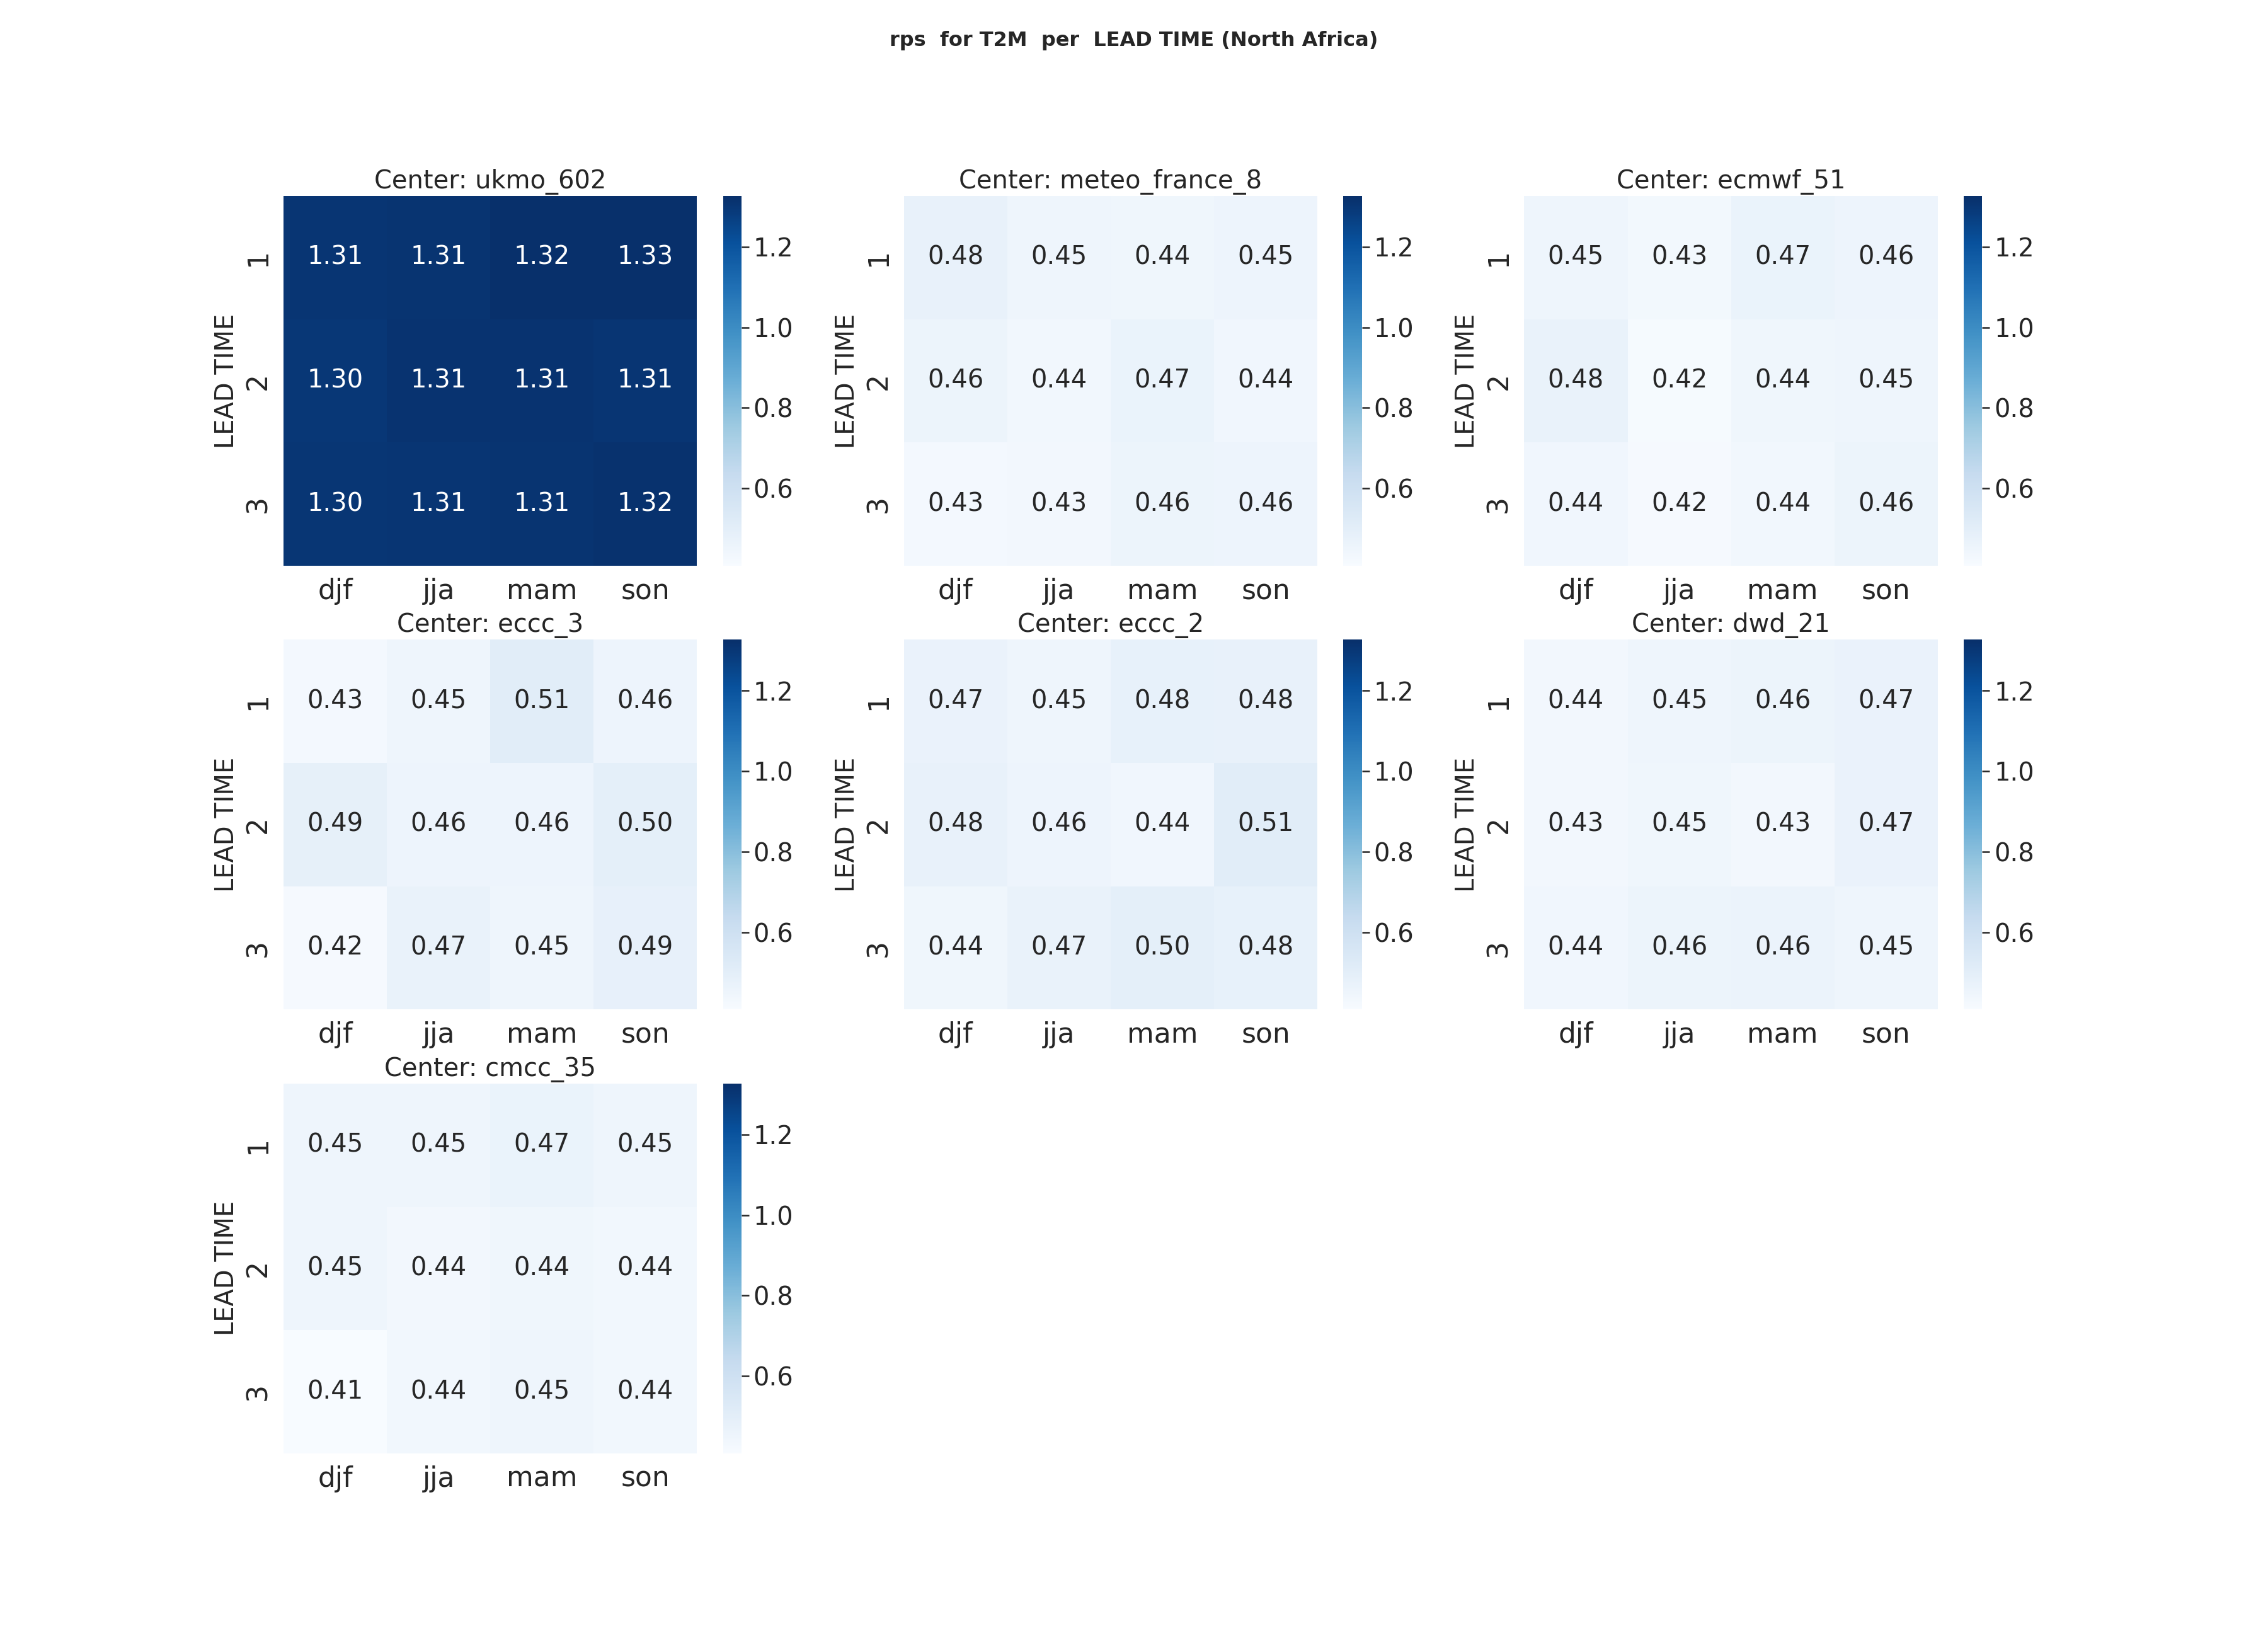 rps  for T2M  per  LEAD TIME (North Africa)
Center: ukmo_602
LEAD TIME
1 1.31 1.31 1.32 1.33
2 1.30 1.31 1.31 1.31
3 1.30 1.31 1.31 1.32
djf jja mam son
1.2
1.0
0.8
0.6
Center: meteo_france_8
LEAD TIME
1 0.48 0.45 0.44 0.45
2 0.46 0.44 0.47 0.44
3 0.43 0.43 0.46 0.46
djf jja mam son
1.2
1.0
0.8
0.6
Center: ecmwf_51
LEAD TIME
1 0.45 0.43 0.47 0.46
2 0.48 0.42 0.44 0.45
3 0.44 0.42 0.44 0.46
djf jja mam son
1.2
1.0
0.8
0.6
Center: eccc_3
LEAD TIME
1 0.43 0.45 0.51 0.46
2 0.49 0.46 0.46 0.50
3 0.42 0.47 0.45 0.49
djf jja mam son
1.2
1.0
0.8
0.6
Center: eccc_2
LEAD TIME
1 0.47 0.45 0.48 0.48
2 0.48 0.46 0.44 0.51
3 0.44 0.47 0.50 0.48
djf jja mam son
1.2
1.0
0.8
0.6
Center: dwd_21
LEAD TIME
1 0.44 0.45 0.46 0.47
2 0.43 0.45 0.43 0.47
3 0.44 0.46 0.46 0.45
djf jja mam son
1.2
1.0
0.8
0.6
Center: cmcc_35
LEAD TIME
1 0.45 0.45 0.47 0.45
2 0.45 0.44 0.44 0.44
3 0.41 0.44 0.45 0.44
djf jja mam son
1.2
1.0
0.8
0.6